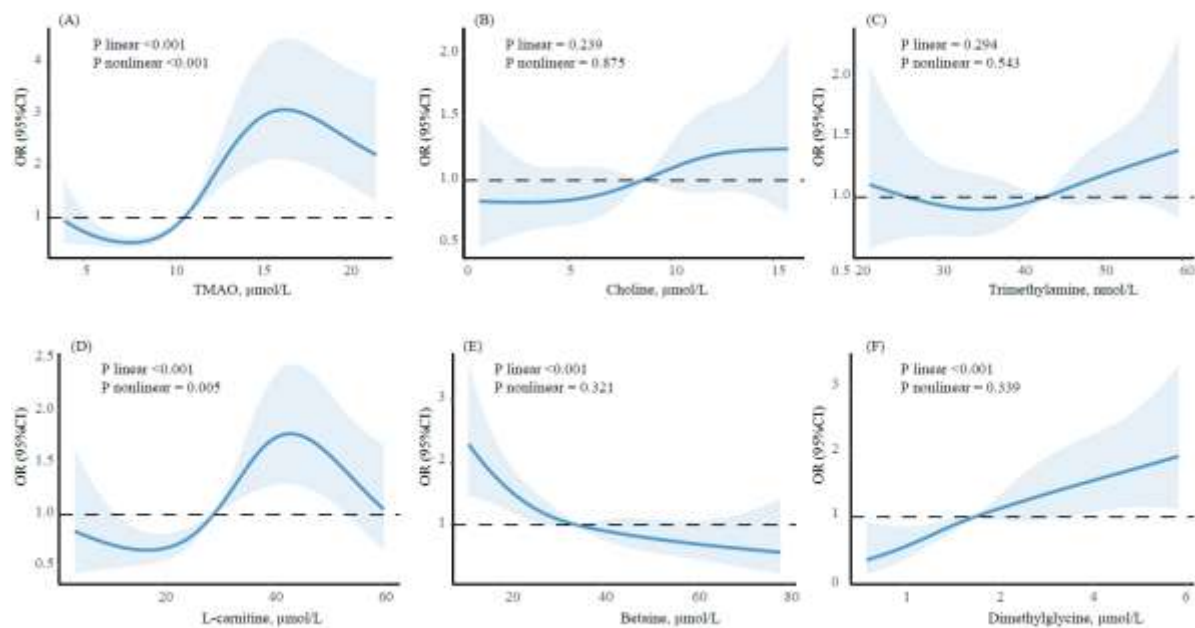 (A)
P linear <0.001
P nonlinear <0.001
OR (95%CI)
4
3
2
1
5
10
15
20
TMAO, μmol/L
(B)
P linear = 0.239
P nonlinear = 0.875
OR (95%CI)
2.0
1.5
1.0
0.5
0
5
10
15
Choline, μmol/L
(C)
P linear = 0.294
P nonlinear = 0.543
OR (95%CI)
2.0
1.5
1.0
0.5
20
30
40
50
60
Trimethylamine, nmol/L
(D)
P linear <0.001
P nonlinear = 0.005
OR (95%CI)
2.5
2.0
1.5
1.0
0.5
20
40
60
L-carnitine, μmol/L
(E)
P linear <0.001
P nonlinear = 0.321
OR (95%CI)
3
2
1
20
40
60
80
Betaine, μmol/L
(F)
P linear <0.001
P nonlinear = 0.339
OR (95%CI)
3
2
1
0
1
2
4
6
Dimethylglycine, μmol/L